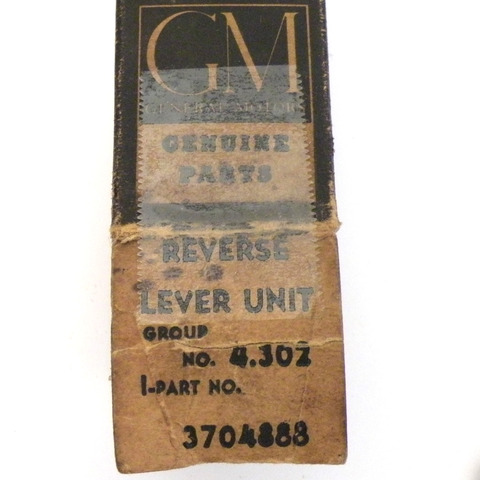 GM
GENERAL MOTORS
GENUINE
PARTS
REVERSE
LEVER UNIT
GROUP
NO. 4.302
1-PART NO.
3704888